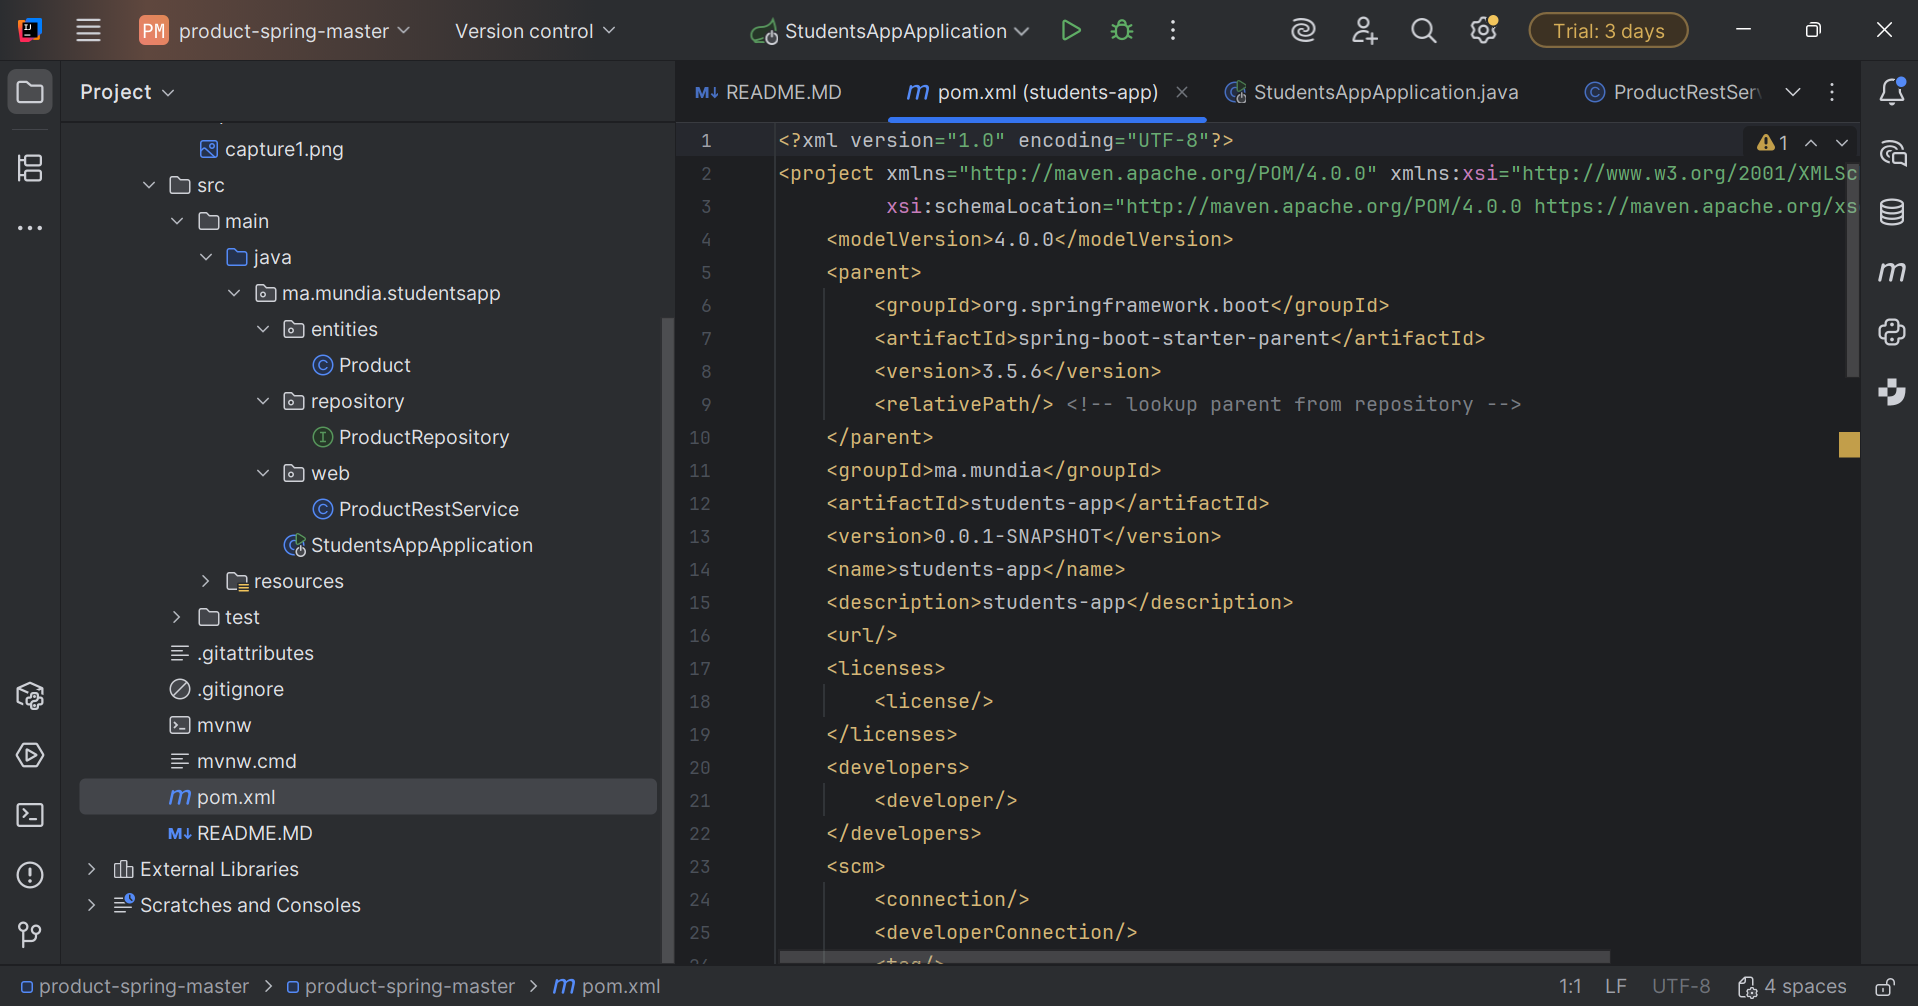 PM product-spring-master Version control StudentsAppApplication Trial: 3 days
Project
README.MD pom.xml (students-app) StudentsAppApplication.java ProductRestSer
capture1.png
src
main
java
ma.mundia.studentsapp
entities
Product
repository
ProductRepository
web
ProductRestService
StudentsAppApplication
resources
test
.gitattributes
.gitignore
mvnw
mvnw.cmd
pom.xml
README.MD
External Libraries
Scratches and Consoles
1 <?xml version="1.0" encoding="UTF-8"?> 1
2 <project xmlns="http://maven.apache.org/POM/4.0.0" xmlns:xsi="http://www.w3.org/2001/XMLSc
3 xsi:schemaLocation="http://maven.apache.org/POM/4.0.0 https://maven.apache.org/xs
4 <modelVersion>4.0.0</modelVersion>
5 <parent>
6 <groupId>org.springframework.boot</groupId>
7 <artifactId>spring-boot-starter-parent</artifactId>
8 <version>3.5.6</version>
9 <relativePath/> <!-- lookup parent from repository -->
10 </parent>
11 <groupId>ma.mundia</groupId>
12 <artifactId>students-app</artifactId>
13 <version>0.0.1-SNAPSHOT</version>
14 <name>students-app</name>
15 <description>students-app</description>
16 <url/>
17 <licenses>
18 <license/>
19 </licenses>
20 <developers>
21 <developer/>
22 </developers>
23 <scm>
24 <connection/>
25 <developerConnection/>
product-spring-master > product-spring-master > pom.xml 1:1 LF UTF-8 4 spaces